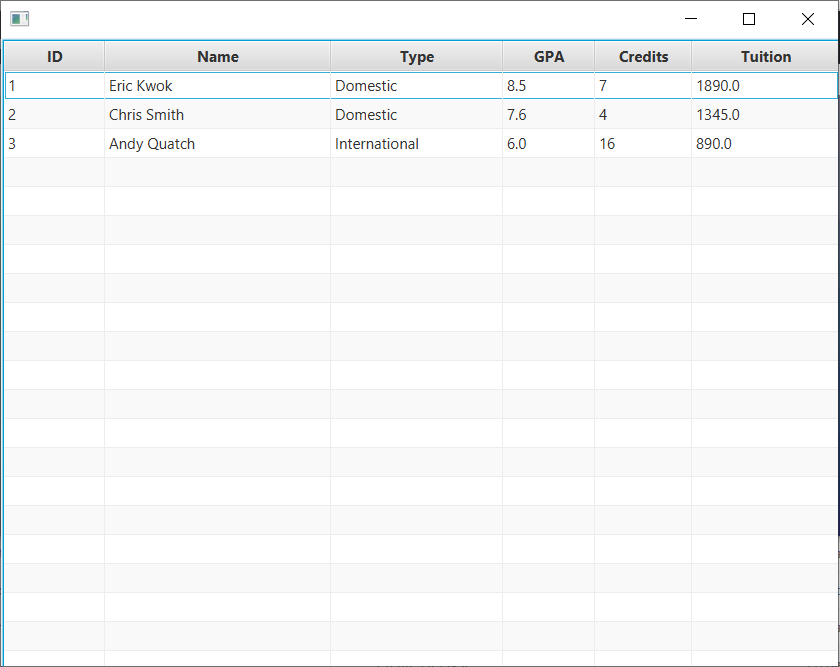 ID Name Type GPA Credits Tuition
1 Eric Kwok Domestic 8.5 7 1890.0
2 Chris Smith Domestic 7.6 4 1345.0
3 Andy Quatch International 6.0 16 890.0